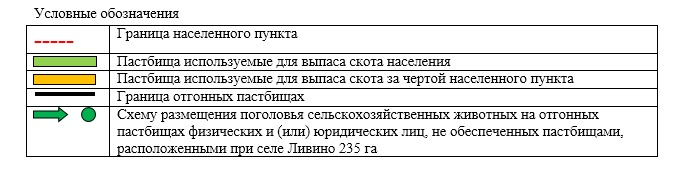 Условные обозначения
Граница населенного пункта
Пастбища используемые для выпаса скота населения
Пастбища используемые для выпаса скота за чертой населенного пункта
Граница отгонных пастбищах
Схему размещения поголовья сельскохозяйственных животных на отгонных
пастбищах физических и (или) юридических лиц, не обеспеченных пастбищами,
расположенными при селе Ливино 235 га